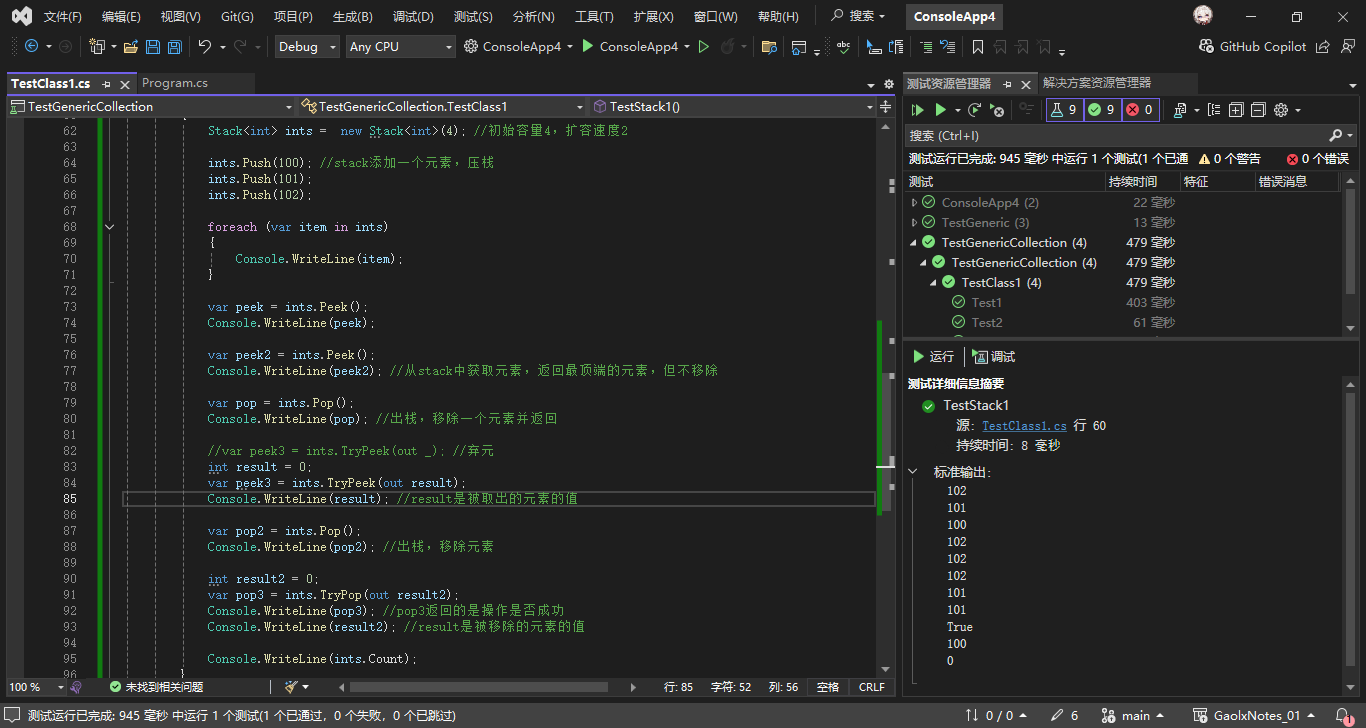 文件(F) 编辑(E) 视图(V) Git(G) 项目(P) 生成(B) 调试(D) 测试(S) 分析(N) 工具(T) 扩展(X) 窗口(W) 帮助(H) 搜索 ConsoleApp4
Debug Any CPU ConsoleApp4 ConsoleApp4 GitHub Copilot
TestClass1.cs Program.cs
TestGenericCollection TestGenericCollection.TestClass1 TestStack1()
62 Stack<int> ints =  new Stack<int>(4); //初始容量4，扩容速度2
63
64 ints.Push(100); //stack添加一个元素，压栈
65 ints.Push(101);
66 ints.Push(102);
67
68 foreach (var item in ints)
69 {
70 Console.WriteLine(item);
71 }
72
73 var peek = ints.Peek();
74 Console.WriteLine(peek);
75
76 var peek2 = ints.Peek();
77 Console.WriteLine(peek2); //从stack中获取元素，返回最顶端的元素，但不移除
78
79 var pop = ints.Pop();
80 Console.WriteLine(pop); //出栈，移除一个元素并返回
81
82 //var peek3 = ints.TryPeek(out _); //弃元
83 int result = 0;
84 var peek3 = ints.TryPeek(out result);
85 Console.WriteLine(result); //result是被取出的元素的值
86
87 var pop2 = ints.Pop();
88 Console.WriteLine(pop2); //出栈，移除元素
89
90 int result2 = 0;
91 var pop3 = ints.TryPop(out result2);
92 Console.WriteLine(pop3); //pop3返回的是操作是否成功
93 Console.WriteLine(result2); //result是被移除的元素的值
94
95 Console.WriteLine(ints.Count);
96 }
100 % 未找到相关问题 行: 85 字符: 52 列: 56 空格 CRLF
测试资源管理器 解决方案资源管理器
9 9 0
搜索 (Ctrl+I)
测试运行已完成: 945 毫秒 中运行 1 个测试(1 个已通 0 个警告 0 个错误
测试 持续时间 特征 错误消息
ConsoleApp4 (2) 22 毫秒
TestGeneric (3) 13 毫秒
TestGenericCollection (4) 479 毫秒
TestGenericCollection (4) 479 毫秒
TestClass1 (4) 479 毫秒
Test1 403 毫秒
Test2 61 毫秒
运行 调试
测试详细信息摘要
TestStack1
源: TestClass1.cs 行 60
持续时间: 8 毫秒
标准输出:
102
101
100
102
102
102
101
101
True
100
0
测试运行已完成: 945 毫秒 中运行 1 个测试(1 个已通过, 0 个失败, 0 个已跳过) 0 / 0 6 main GaolxNotes_01 1